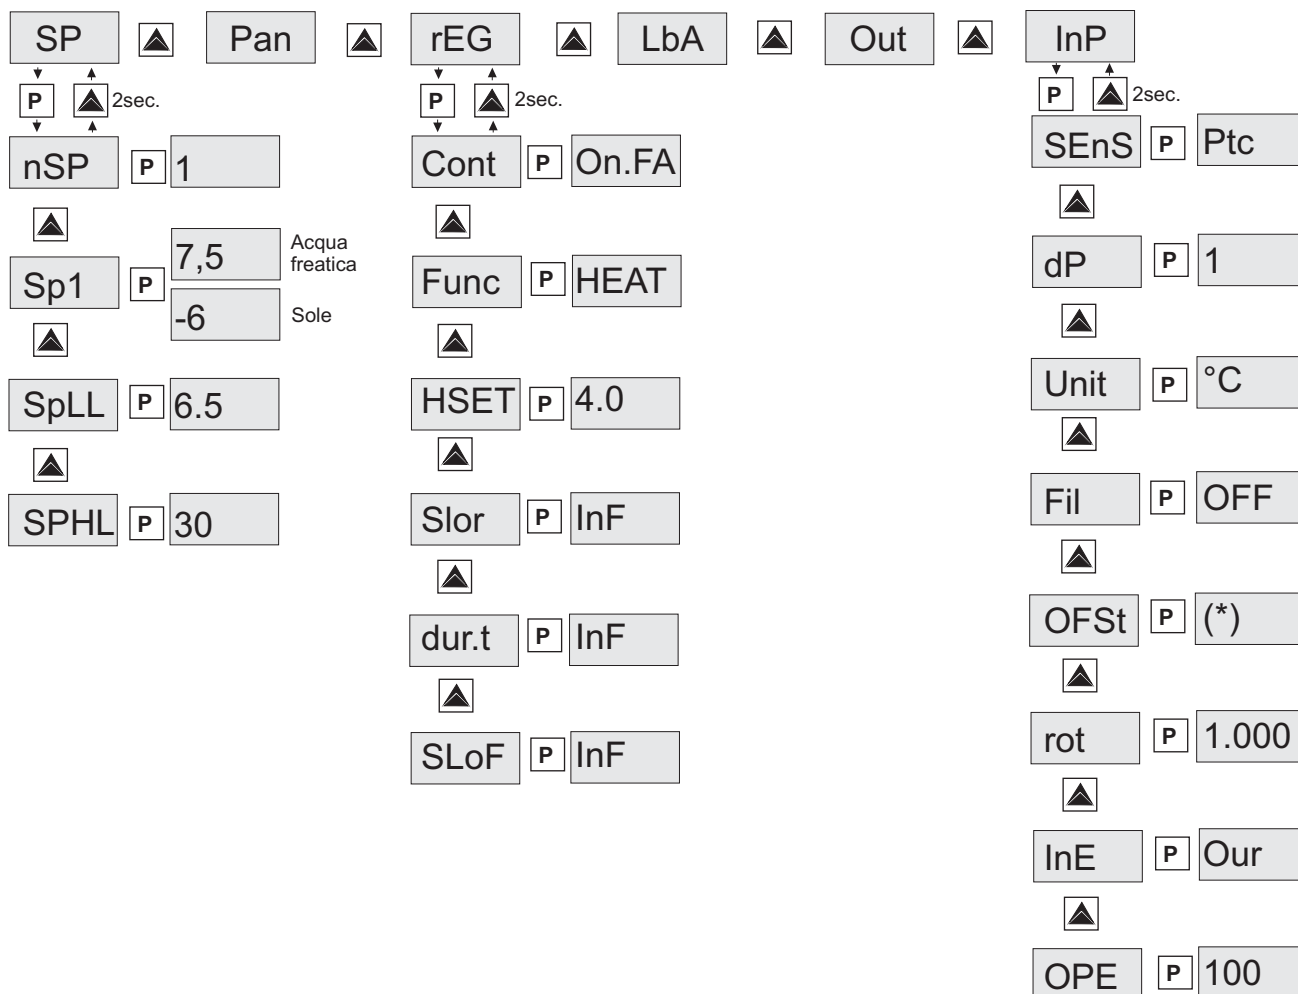 SP Pan rEG LbA Out InP
P 2sec. P 2sec. P 2sec.
nSP P 1
Sp1 P 7,5 Acqua
freatica
-6 Sole
SpLL P 6.5
SPHL P 30
Cont P On.FA
Func P HEAT
HSET P 4.0
Slor P InF
dur.t P InF
SLoF P InF
SEnS P Ptc
dP P 1
Unit P °C
Fil P OFF
OFSt P (*)
rot P 1.000
InE P Our
OPE P 100